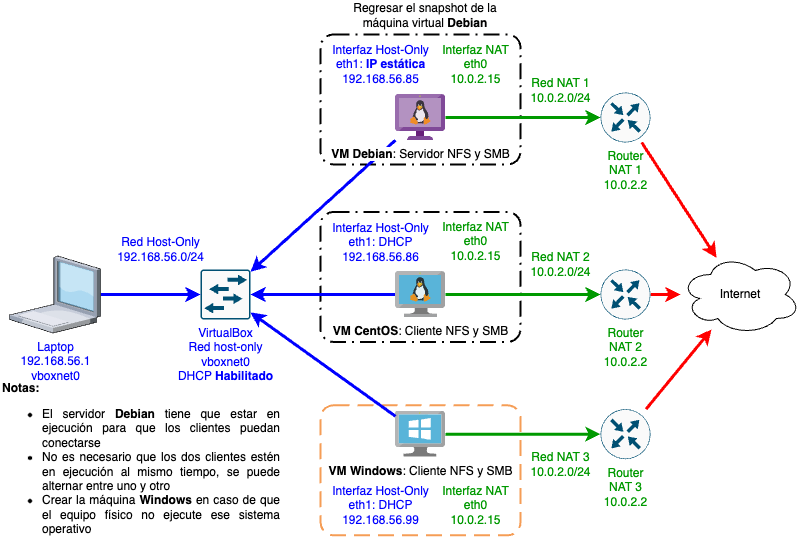 Regresar el snapshot de la
máquina virtual Debian
Interfaz Host-Only
eth1: IP estática
192.168.56.85
Interfaz NAT
eth0
10.0.2.15
VM Debian: Servidor NFS y SMB
Red NAT 1
10.0.2.0/24
Router
NAT 1
10.0.2.2
Interfaz Host-Only
eth1: DHCP
192.168.56.86
Interfaz NAT
eth0
10.0.2.15
VM CentOS: Cliente NFS y SMB
Red NAT 2
10.0.2.0/24
Router
NAT 2
10.0.2.2
Internet
Red Host-Only
192.168.56.0/24
Laptop
192.168.56.1
vboxnet0
VirtualBox
Red host-only
vboxnet0
DHCP Habilitado
VM Windows: Cliente NFS y SMB
Interfaz Host-Only
eth1: DHCP
192.168.56.99
Interfaz NAT
eth0
10.0.2.15
Red NAT 3
10.0.2.0/24
Router
NAT 3
10.0.2.2
Notas:
• El servidor Debian tiene que estar en
ejecución para que los clientes puedan
conectarse
• No es necesario que los dos clientes estén
en ejecución al mismo tiempo, se puede
alternar entre uno y otro
• Crear la máquina Windows en caso de que
el equipo físico no ejecute ese sistema
operativo